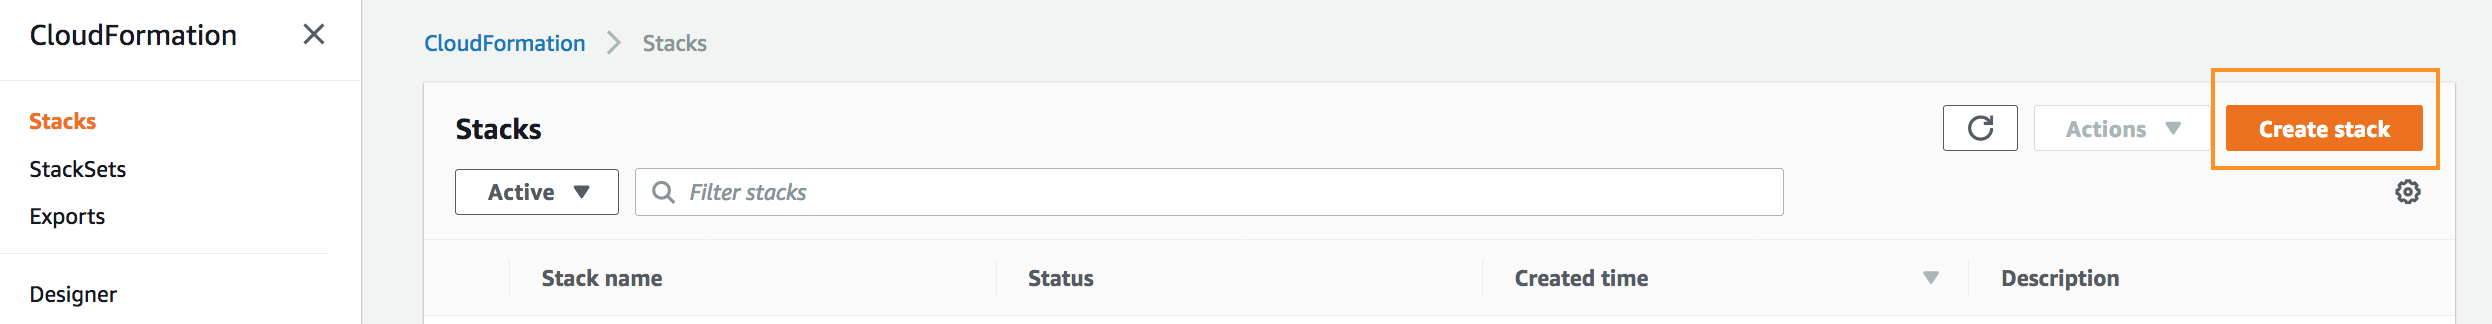 CloudFormation
Stacks
StackSets
Exports
Designer
CloudFormation Stacks
Stacks
Actions
Create stack
Active
Filter stacks
Stack name Status Created time Description